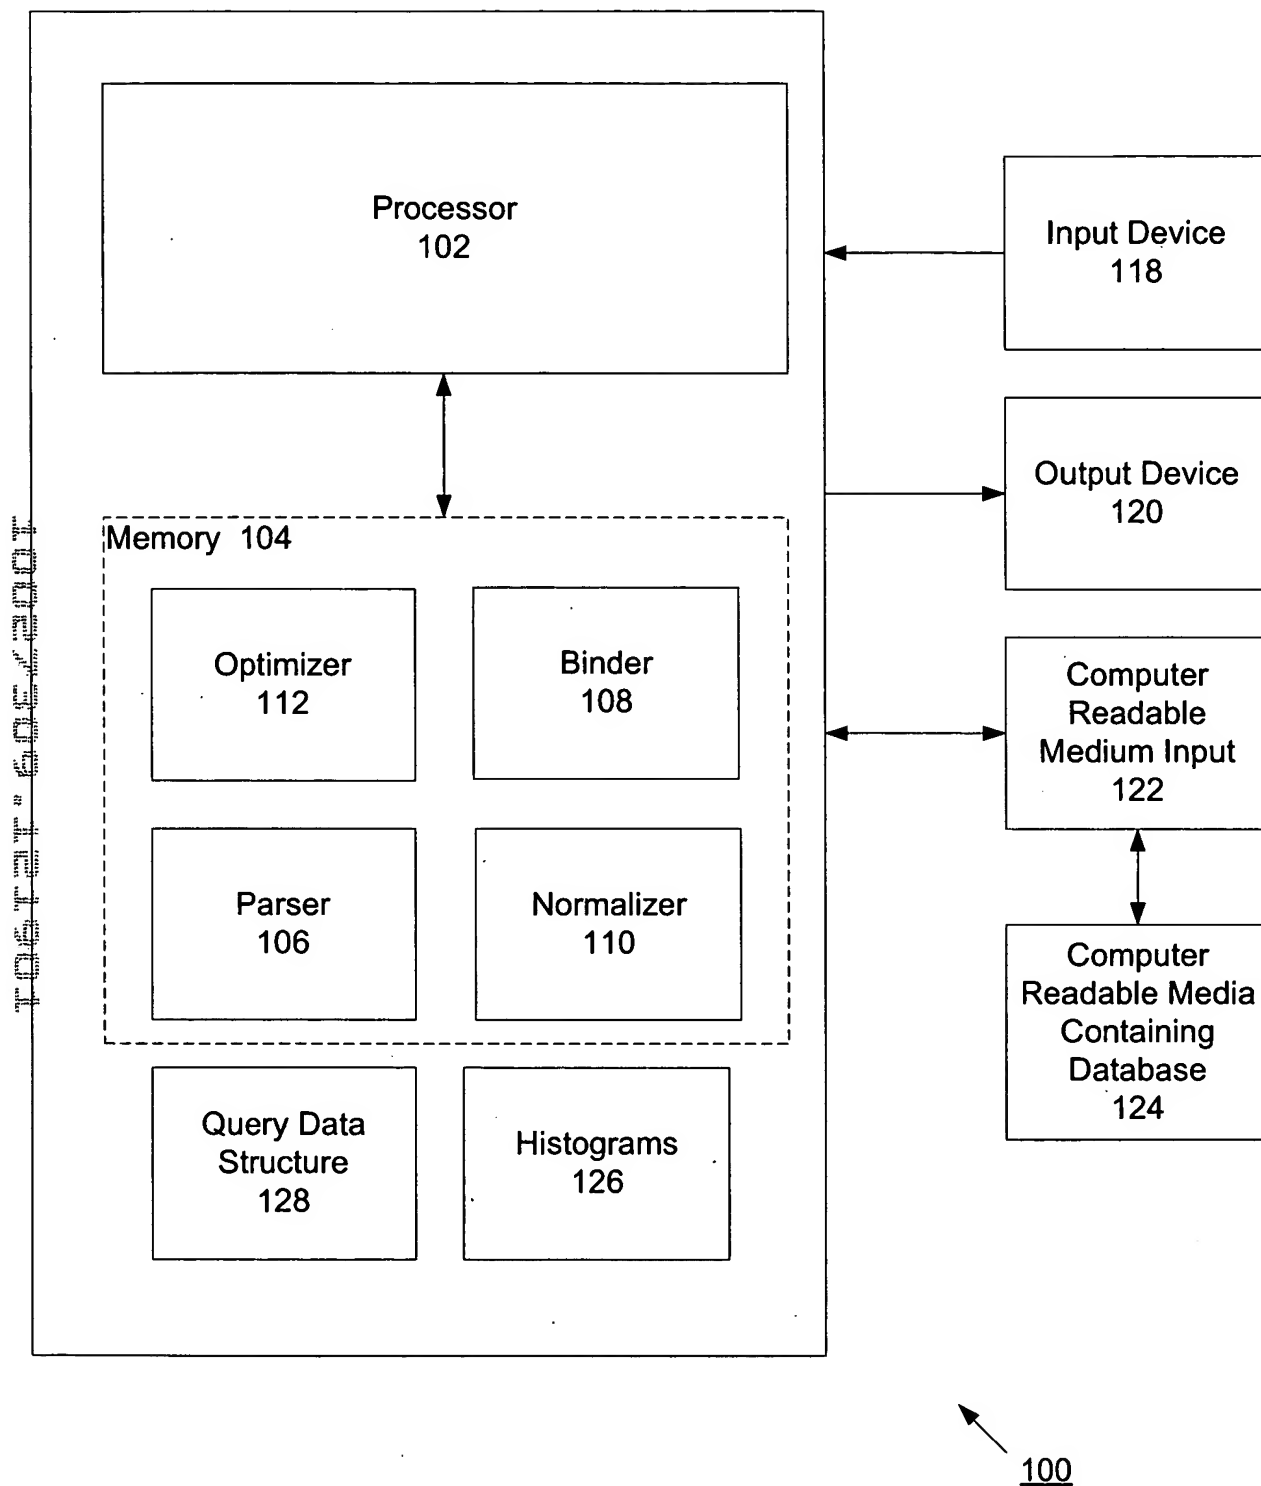 Processor
102
Input Device
118
Output Device
120
Memory 104
Optimizer
112
Binder
108
Computer
Readable
Medium Input
122
Parser
106
Normalizer
110
Computer
Readable Media
Containing
Database
124
Query Data
Structure
128
Histograms
126
100